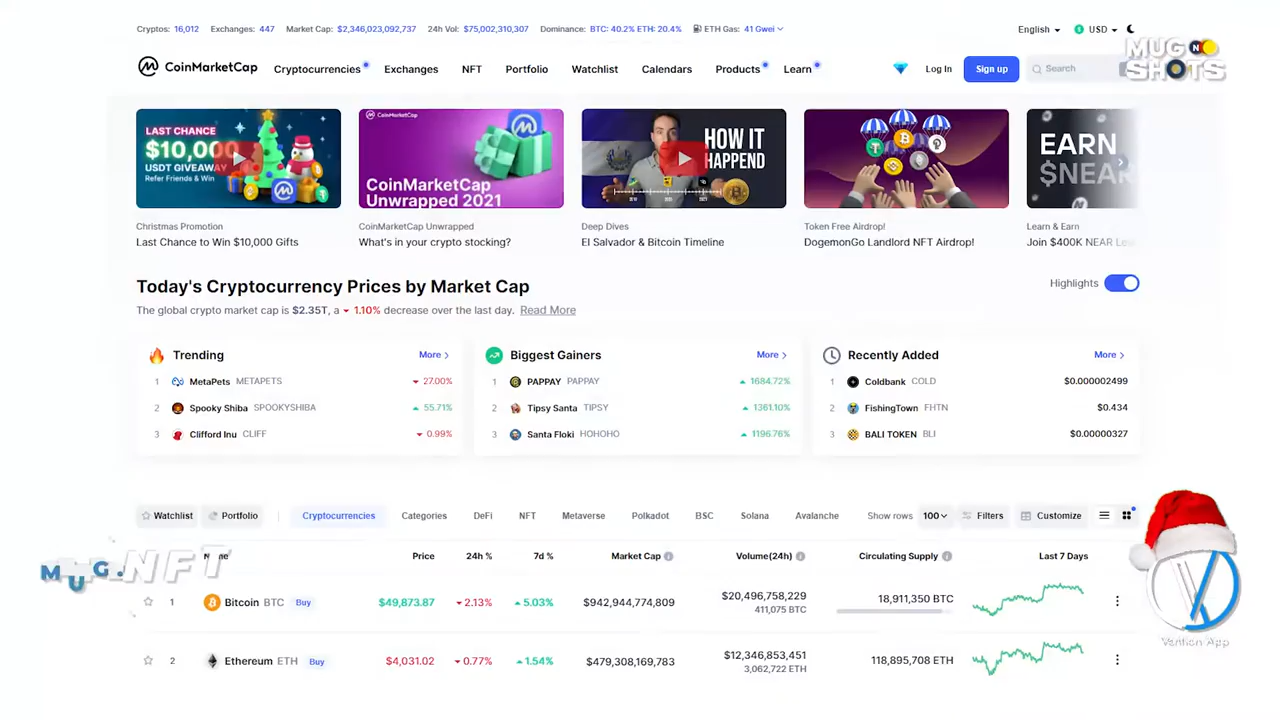 Cryptos: 16,012 Exchanges: 447 Market Cap: $2,346,023,092,737 24h Vol: $75,002,310,307 Dominance: BTC: 40.2% ETH: 20.4% ETH Gas: 41 Gwei English USD
MUG N
SHOTS
CoinMarketCap Cryptocurrencies Exchanges NFT Portfolio Watchlist Calendars Products Learn Log In Sign up Search
LAST CHANCE
$10,000
USDT GIVEAWAY
Refer Friends & Win
CoinMarketCap
CoinMarketCap
Unwrapped 2021
HOW IT
HAPPEND
EARN
$NEAR
Christmas Promotion
Last Chance to Win $10,000 Gifts
CoinMarketCap Unwrapped
What's in your crypto stocking?
Deep Dives
El Salvador & Bitcoin Timeline
Token Free Airdrop!
DogemonGo Landlord NFT Airdrop!
Learn & Earn
Join $400K NEAR
Today's Cryptocurrency Prices by Market Cap
Highlights
The global crypto market cap is $2.35T, a 1.10% decrease over the last day. Read More
Trending More
1 MetaPets METAPETS 27.00%
2 Spooky Shiba SPOOKYSHIBA 55.71%
3 Clifford Inu CLIFF 0.99%
Biggest Gainers More
1 PAPPAY PAPPAY 1684.72%
2 Tipsy Santa TIPSY 1361.10%
3 Santa Floki HOHOHO 1196.76%
Recently Added More
1 Coldbank COLD $0.000002499
2 FishingTown FHTN $0.434
3 BALI TOKEN BLI $0.00000327
Watchlist Portfolio Cryptocurrencies Categories DeFi NFT Metaverse Polkadot BSC Solana Avalanche Show rows 100 Filters Customize
# Name Price 24h % 7d % Market Cap Volume(24h) Circulating Supply Last 7 Days
MUG.NFT
1 Bitcoin BTC Buy $49,873.87 2.13% 5.03% $942,944,774,809 $20,496,758,229 18,911,350 BTC
411,075 BTC
Vention App
2 Ethereum ETH Buy $4,031.02 0.77% 1.54% $479,308,169,783 $12,346,853,451 118,895,708 ETH
3,062,722 ETH